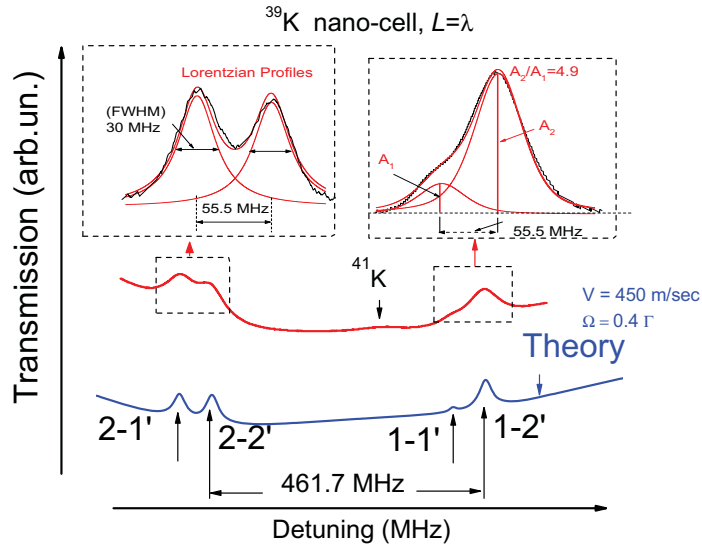 ³⁹K nano-cell, L=λ
Transmission (arb.un.)
Lorentzian Profiles
(FWHM)
30 MHz
55.5 MHz
A₂/A₁=4.9
A₁
A₂
55.5 MHz
⁴¹K
V = 450 m/sec
Ω = 0.4 Γ
Theory
2-1'
2-2'
1-1'
1-2'
461.7 MHz
Detuning (MHz)